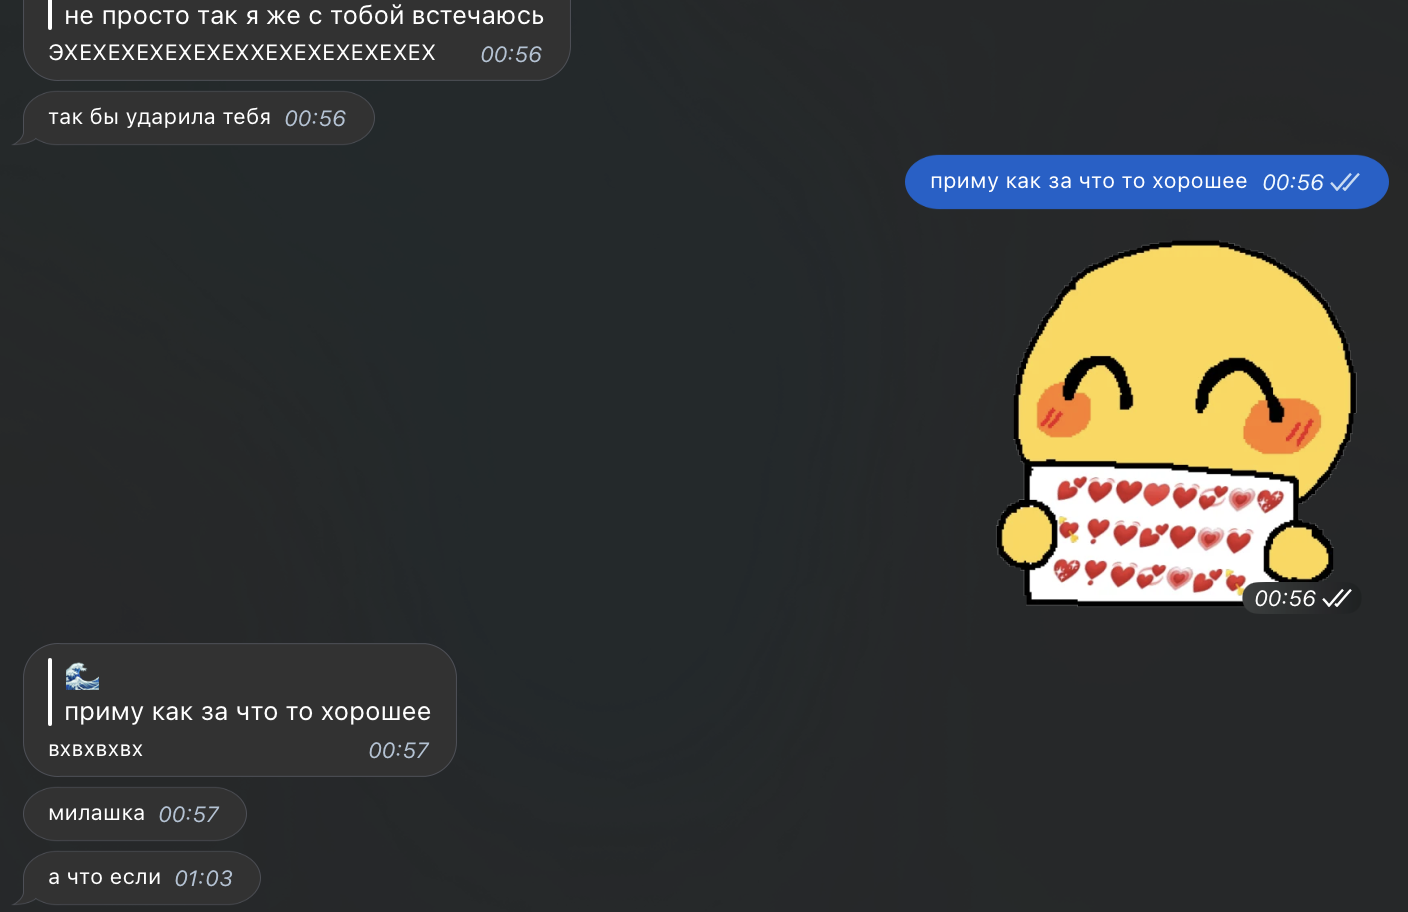 не просто так я же с тобой встечаюсь
ЭХЕХЕХЕХЕХЕХЕХХЕХЕХЕХЕХЕХЕХ 00:56
так бы ударила тебя 00:56
приму как за что то хорошее 00:56
00:56
🌊
приму как за что то хорошее
вхвхвхвх 00:57
милашка 00:57
а что если 01:03